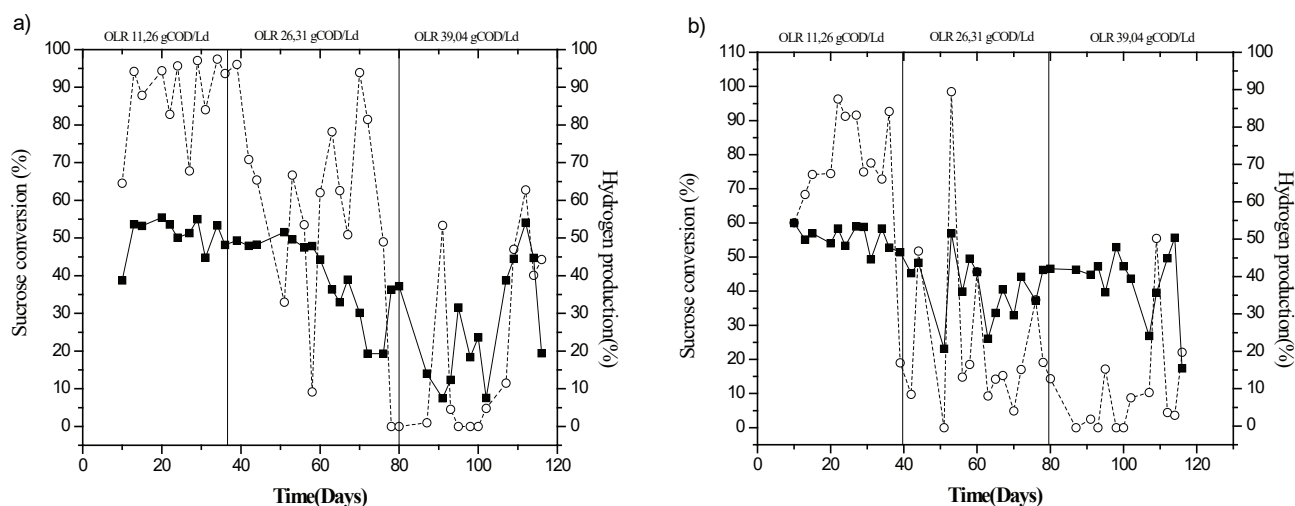 a)
OLR 11,26 gCOD/Ld OLR 26,31 gCOD/Ld OLR 39,04 gCOD/Ld
100 100
90 90
80 80
70 70
60 60
50 50
40 40
30 30
20 20
10 10
0 0
Sucrose conversion (%)
Hydrogen production(%)
0 20 40 60 80 100 120
Time(Days)
b)
OLR 11,26 gCOD/Ld OLR 26,31 gCOD/Ld OLR 39,04 gCOD/Ld
110 100
100 90
90 80
80 70
70 60
60 50
50 40
40 30
30 20
20 10
10 0
0
Sucrose conversion (%)
Hydrogen production (%)
0 20 40 60 80 100 120
Time(Days)